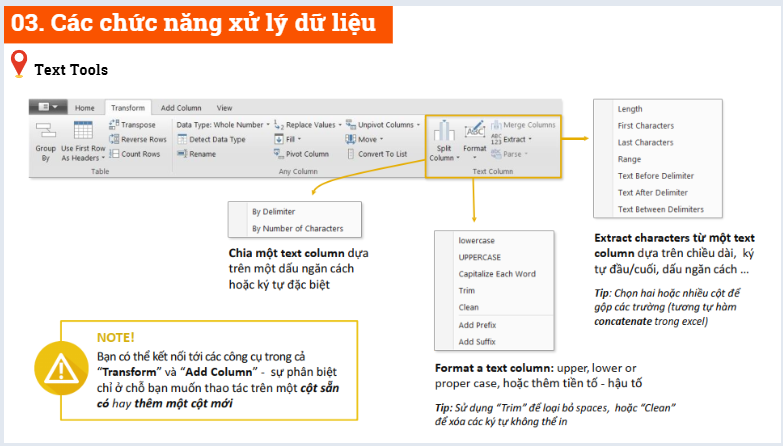 03. Các chức năng xử lý dữ liệu
Text Tools
Home Transform Add Column View
Group By
Use First Row As Headers
Transpose
Reverse Rows
Count Rows
Table
Data Type: Whole Number
Detect Data Type
Rename
Replace Values
Fill
Pivot Column
Unpivot Columns
Move
Convert To List
Any Column
Split Column
Format
Merge Columns
Extract
Parse
Text Column
ABC
ABC
123
Length
First Characters
Last Characters
Range
Text Before Delimiter
Text After Delimiter
Text Between Delimiters
By Delimiter
By Number of Characters
Chia một text column dựa
trên một dấu ngăn cách
hoặc ký tự đặc biệt
lowercase
UPPERCASE
Capitalize Each Word
Trim
Clean
Add Prefix
Add Suffix
Extract characters từ một text
column dựa trên chiều dài, ký
tự đầu/cuối, dấu ngăn cách ...
Tip: Chọn hai hoặc nhiều cột để
gộp các trường (tương tự hàm
concatenate trong excel)
NOTE!
Bạn có thể kết nối tới các công cụ trong cả
“Transform” và “Add Column” - sự phân biệt
chỉ ở chỗ bạn muốn thao tác trên một cột sẵn
có hay thêm một cột mới
Format a text column: upper, lower or
proper case, hoặc thêm tiền tố - hậu tố
Tip: Sử dụng “Trim” để loại bỏ spaces, hoặc “Clean”
để xóa các ký tự không thể in